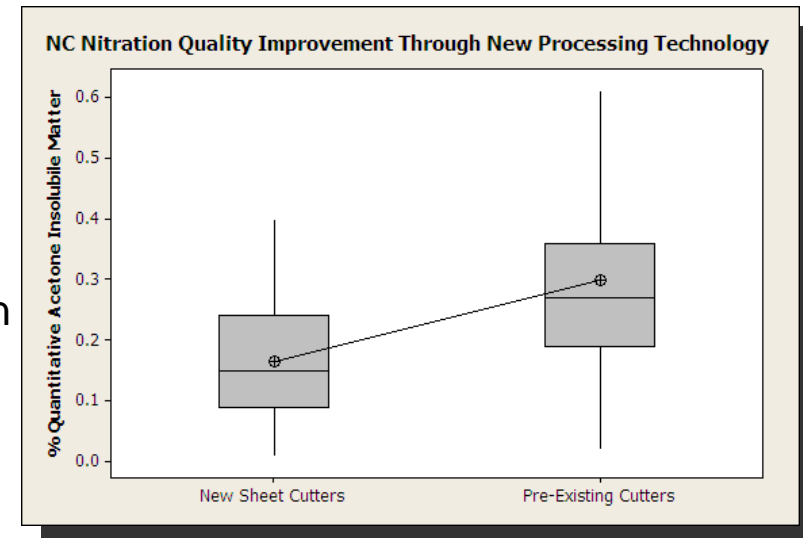 NC Nitration Quality Improvement Through New Processing Technology
%Quantitative Acetone Insolubile Matter
0.6
0.5
0.4
0.3
0.2
0.1
0.0
New Sheet Cutters
Pre-Existing Cutters
n